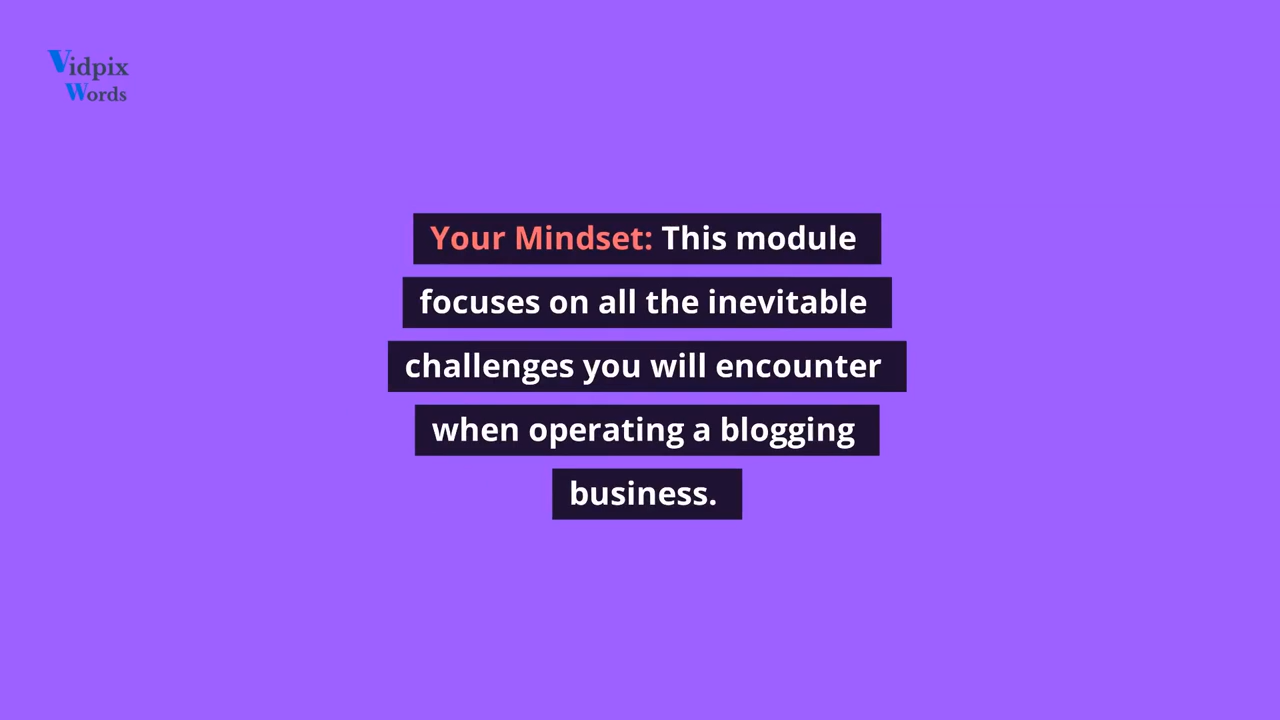 Vidpix
Words
Your Mindset: This module
focuses on all the inevitable
challenges you will encounter
when operating a blogging
business.